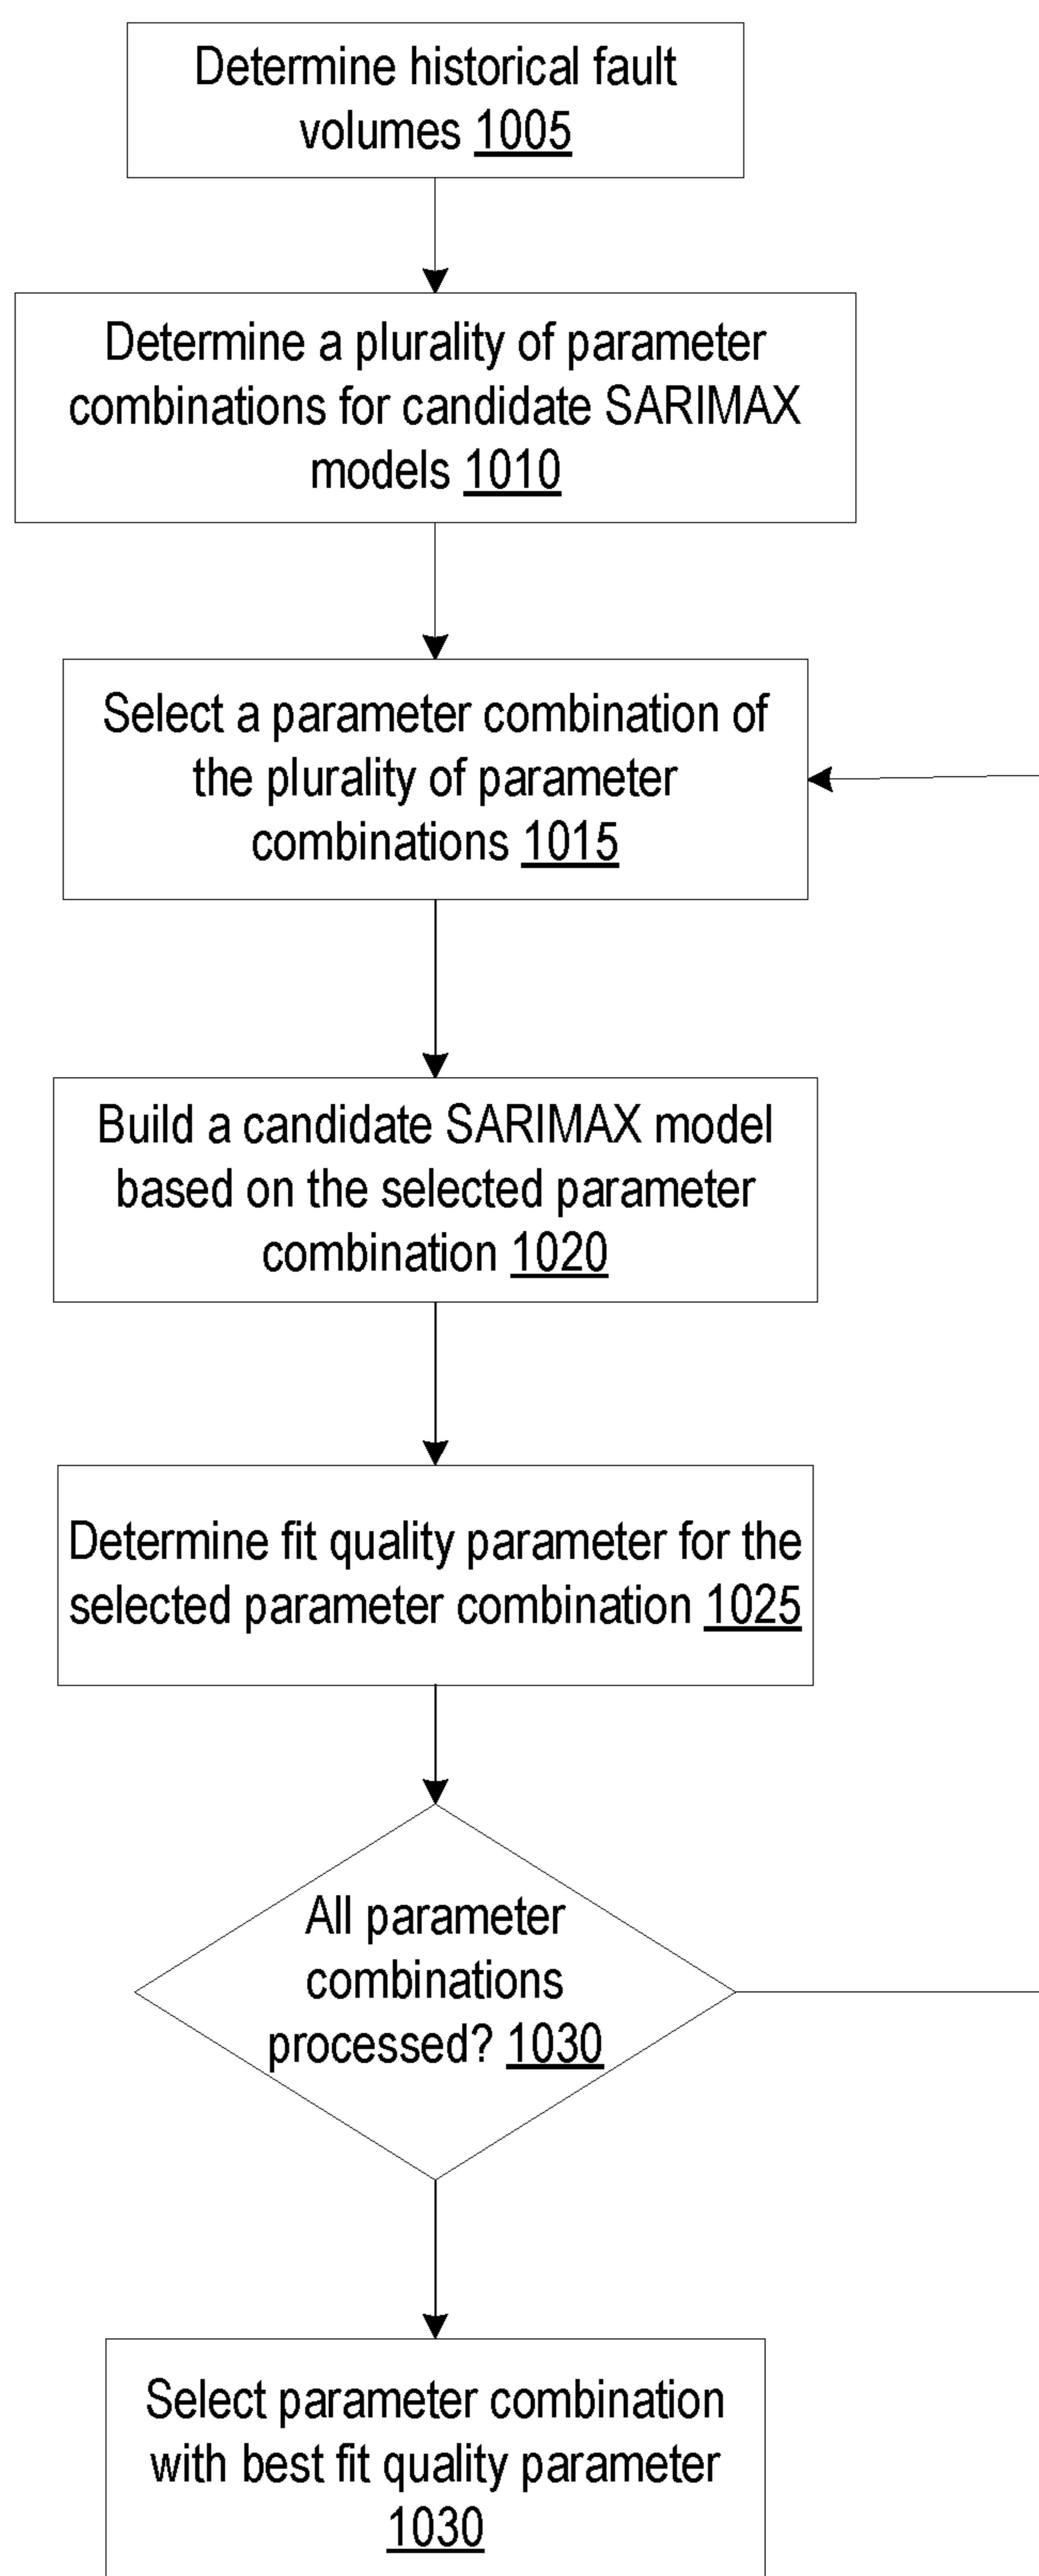 Determine historical fault
volumes 1005
Determine a plurality of parameter
combinations for candidate SARIMAX
models 1010
Select a parameter combination of
the plurality of parameter
combinations 1015
Build a candidate SARIMAX model
based on the selected parameter
combination 1020
Determine fit quality parameter for the
selected parameter combination 1025
All parameter
combinations
processed? 1030
Select parameter combination
with best fit quality parameter
1030